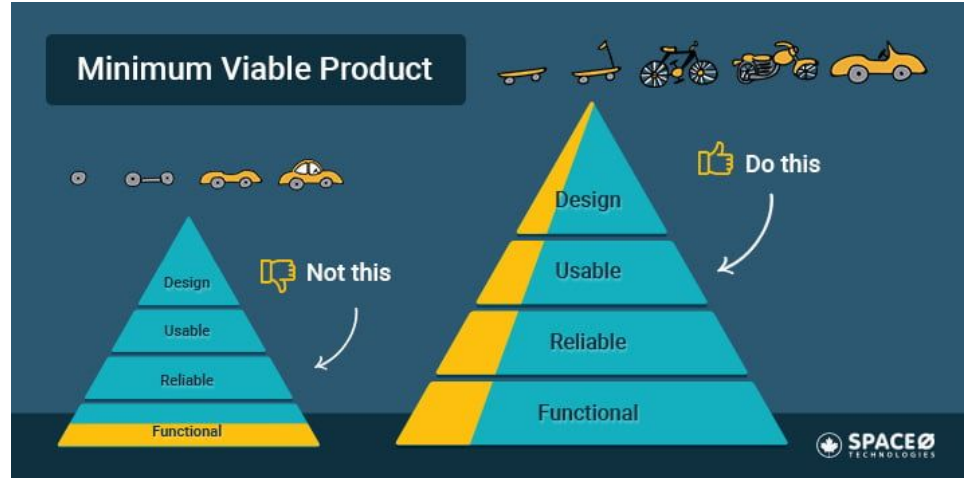 Minimum Viable Product
Not this
Design
Usable
Reliable
Functional
Do this
Design
Usable
Reliable
Functional
SPACEØ
TECHNOLOGIES